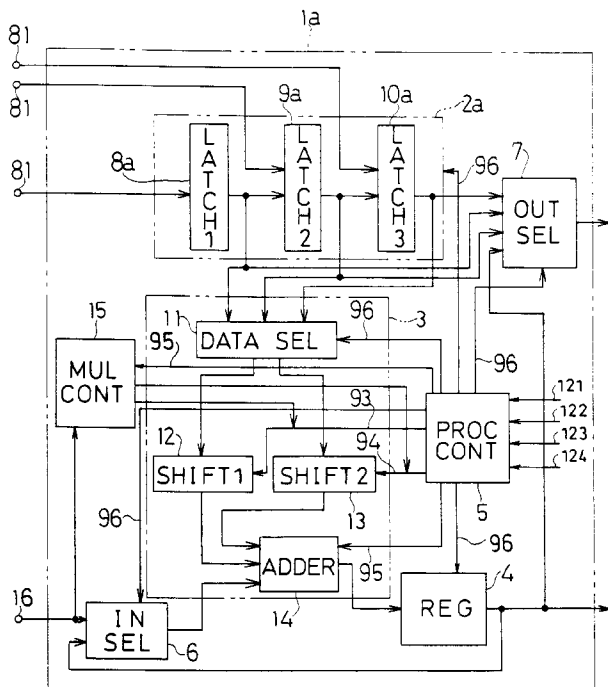 1a
81
81
81
9a
10a
2a
8a
LATCH1
LATCH2
LATCH3
96
7
OUT SEL
15
11
DATA SEL
3
96
96
95
MUL CONT
93
12
SHIFT1
94
SHIFT2
13
PROC CONT
5
121
122
123
124
96
95
96
ADDER
14
4
REG
16
IN SEL
6